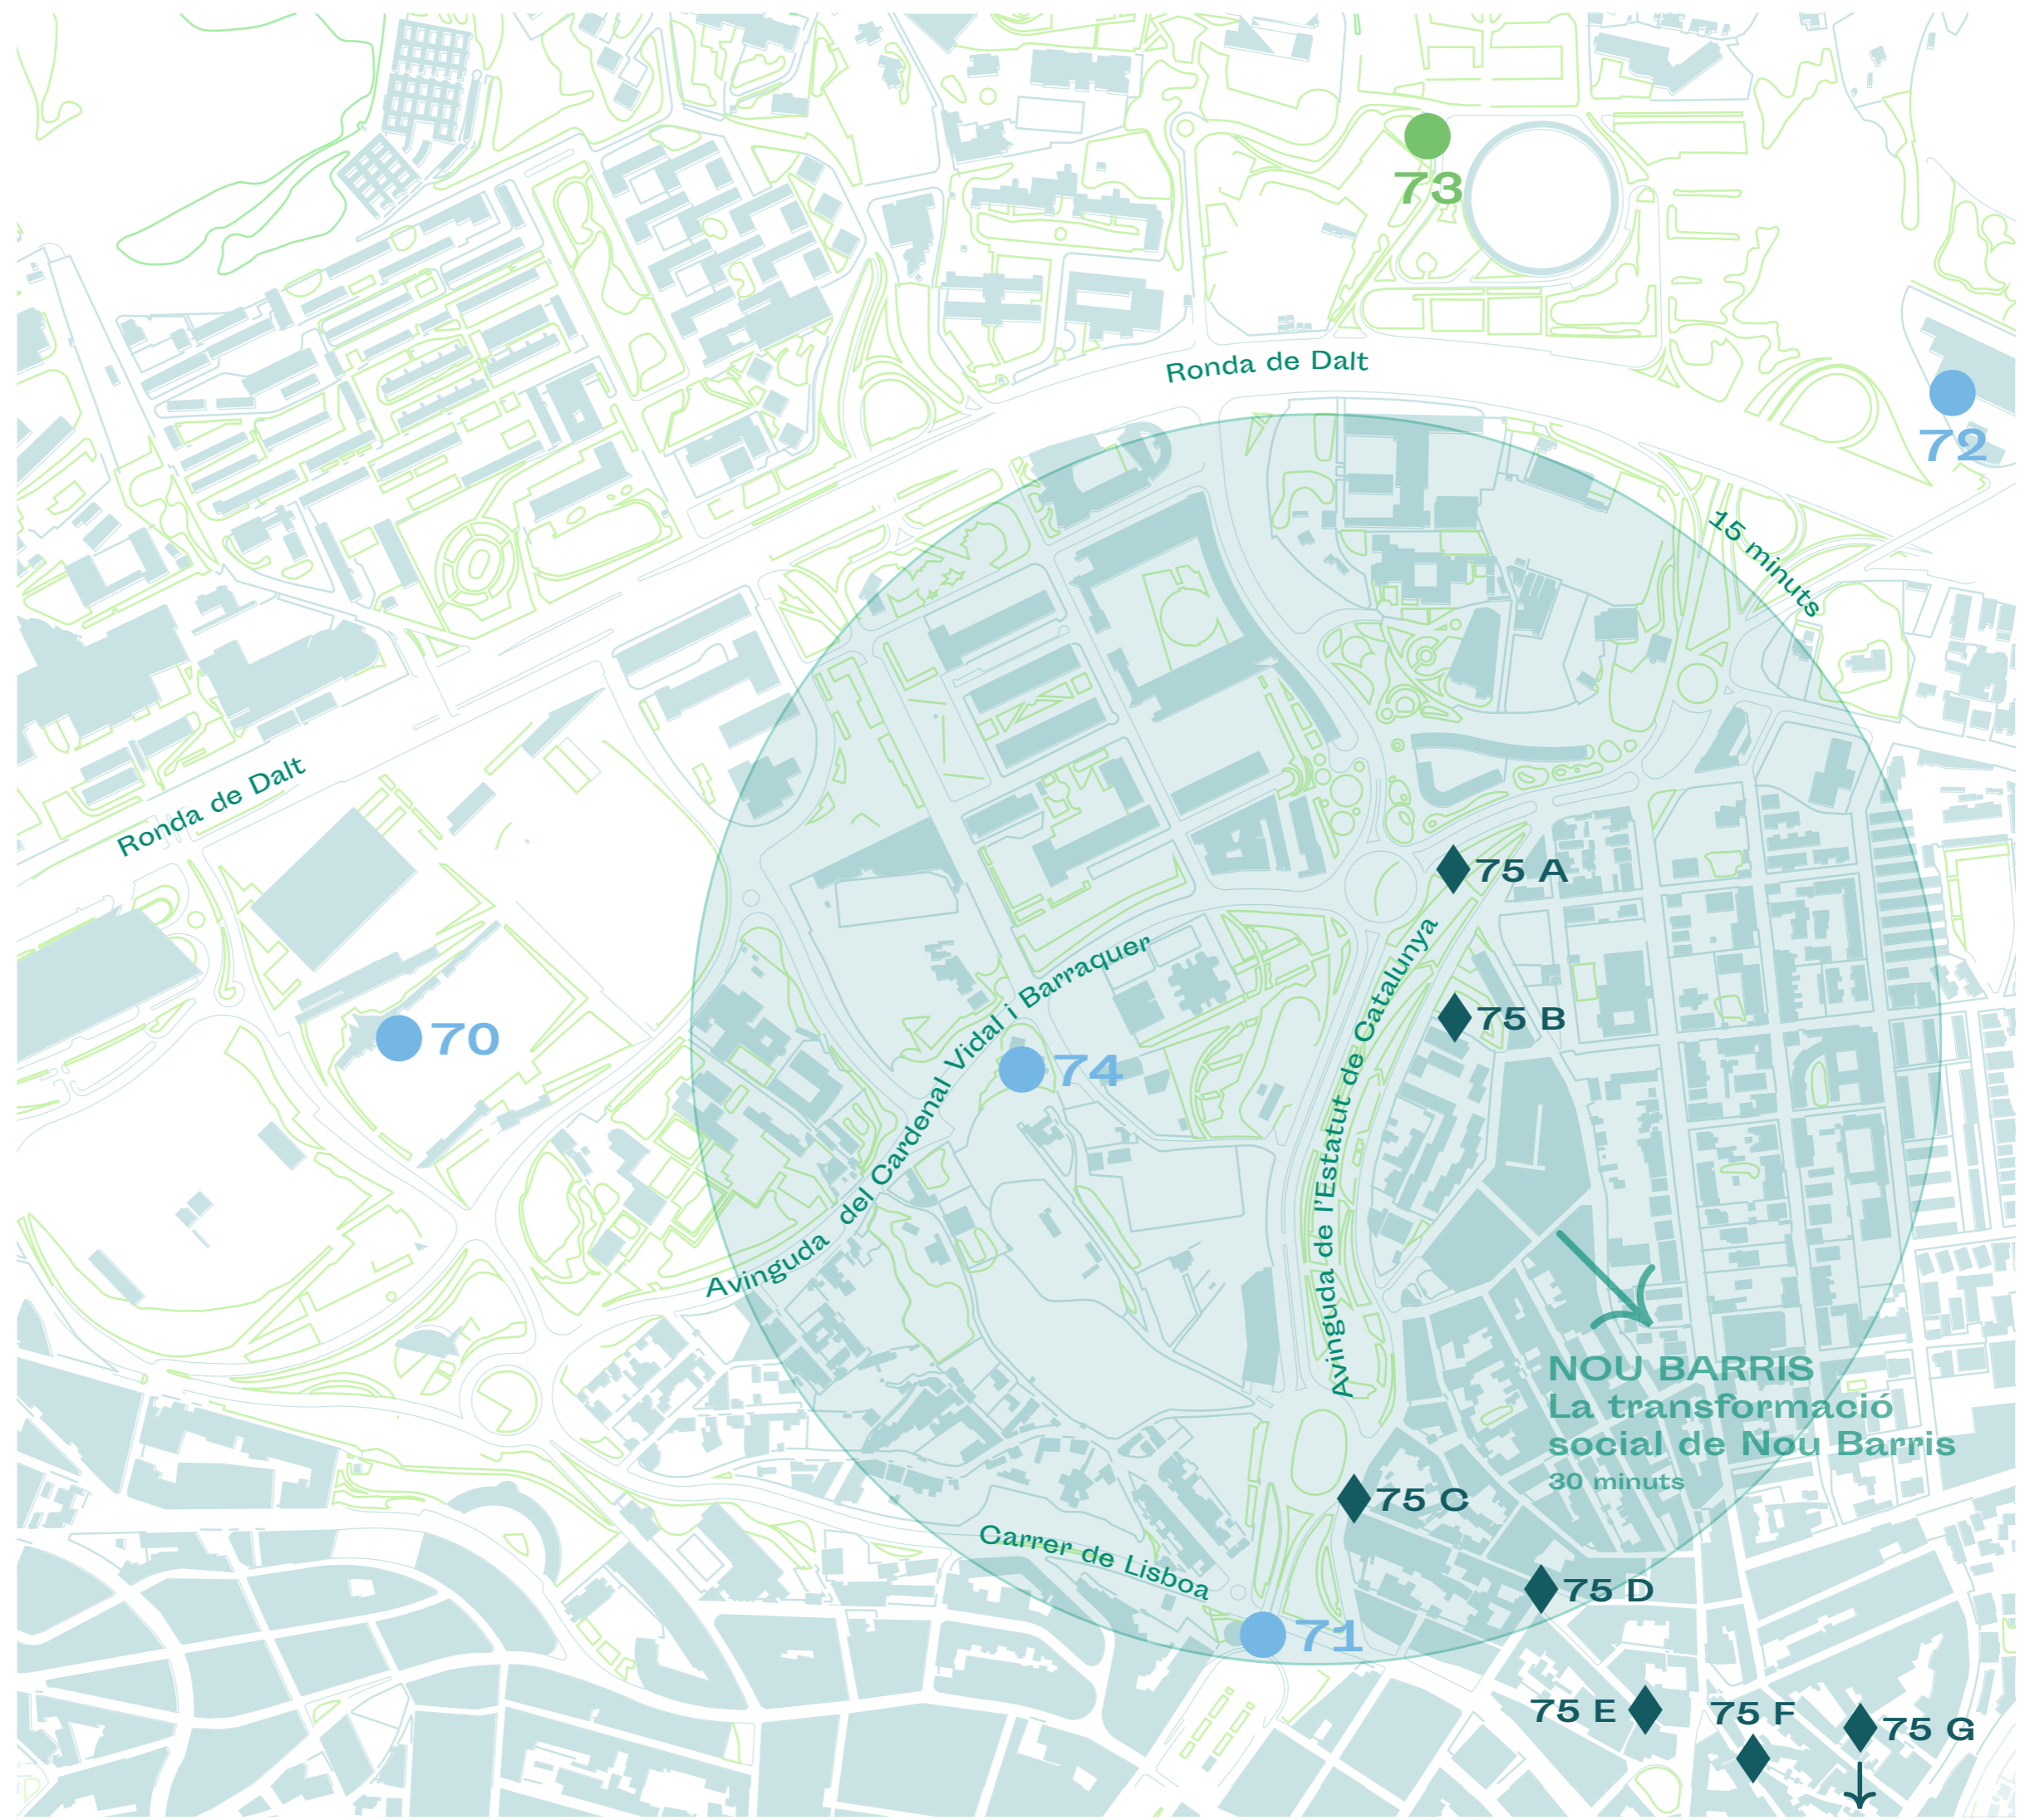 73
Ronda de Dalt
72
15 minuts
Ronda de Dalt
75 A
Avinguda de l'Estatut de Catalunya
75 B
70
74
Avinguda del Cardenal Vidal i Barraquer
NOU BARRIS
La transformació
social de Nou Barris
30 minuts
75 C
Carrer de Lisboa
75 D
71
75 E
75 F
75 G